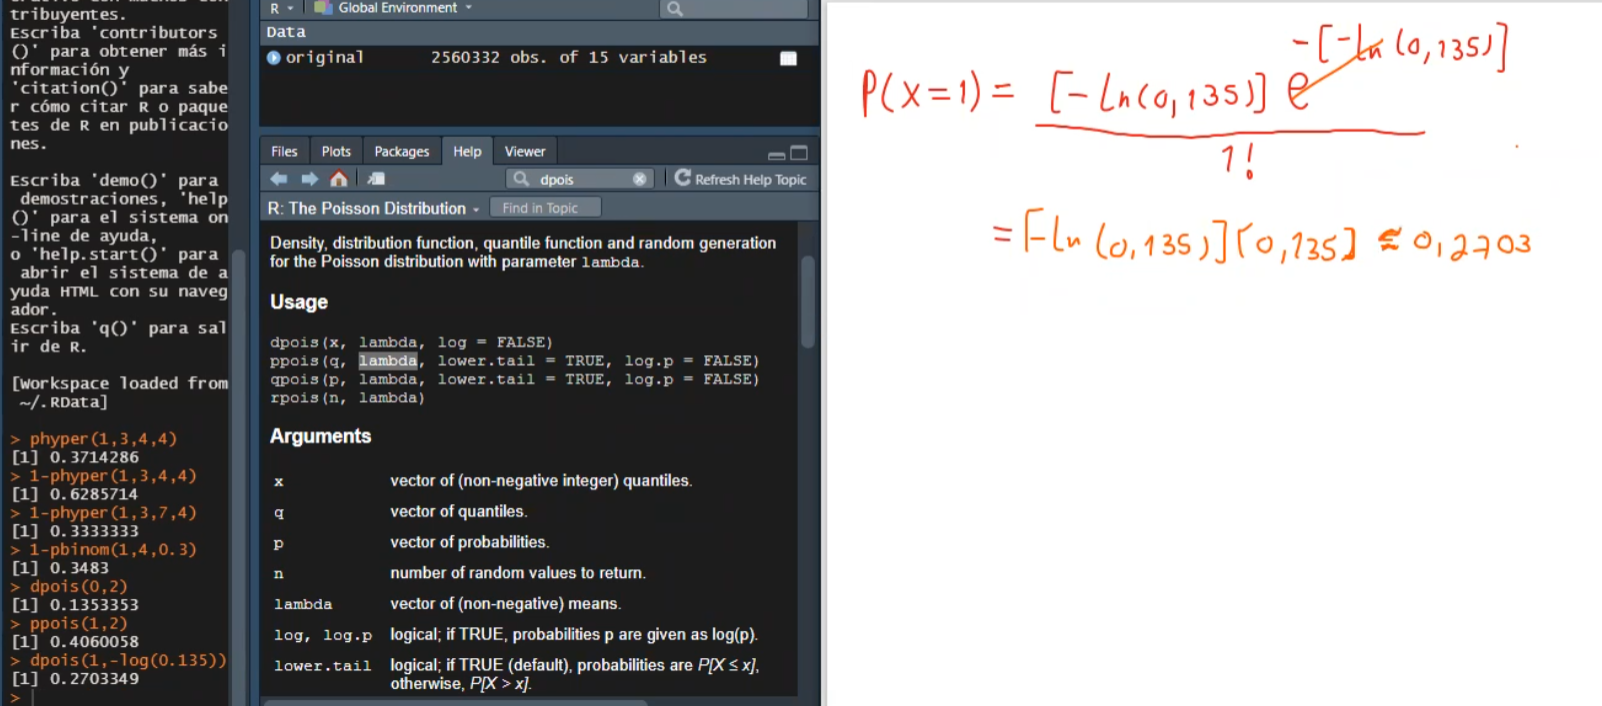 tribuyentes.
Escriba 'contributors
()' para obtener más i
nformación y
'citation()' para sabe
r cómo citar R o paque
tes de R en publicacio
nes.
Escriba 'demo()' para
demostraciones, 'help
()' para el sistema on
-line de ayuda,
o 'help.start()' para
abrir el sistema de a
yuda HTML con su naveg
ador.
Escriba 'q()' para sal
ir de R.
[Workspace loaded from
~/.RData]
> phyper(1,3,4,4)
[1] 0.3714286
> 1-phyper(1,3,4,4)
[1] 0.6285714
> 1-phyper(1,3,7,4)
[1] 0.3333333
> 1-pbinom(1,4,0.3)
[1] 0.3483
> dpois(0,2)
[1] 0.1353353
> ppois(1,2)
[1] 0.4060058
> dpois(1,-log(0.135))
[1] 0.2703349
>
R Global Environment
Data
original 2560332 obs. of 15 variables
Files Plots Packages Help Viewer
dpois Refresh Help Topic
R: The Poisson Distribution Find in Topic
Density, distribution function, quantile function and random generation
for the Poisson distribution with parameter lambda.
Usage
dpois(x, lambda, log = FALSE)
ppois(q, lambda, lower.tail = TRUE, log.p = FALSE)
qpois(p, lambda, lower.tail = TRUE, log.p = FALSE)
rpois(n, lambda)
Arguments
x vector of (non-negative integer) quantiles.
q vector of quantiles.
p vector of probabilities.
n number of random values to return.
lambda vector of (non-negative) means.
log, log.p logical; if TRUE, probabilities p are given as log(p).
lower.tail logical; if TRUE (default), probabilities are P[X ≤ x],
otherwise, P[X > x].
-[-Ln(0,135)]
P(X=1) = [-Ln(0,135)] e
1!
= [-Ln(0,135)][0,135] ≈ 0,2703